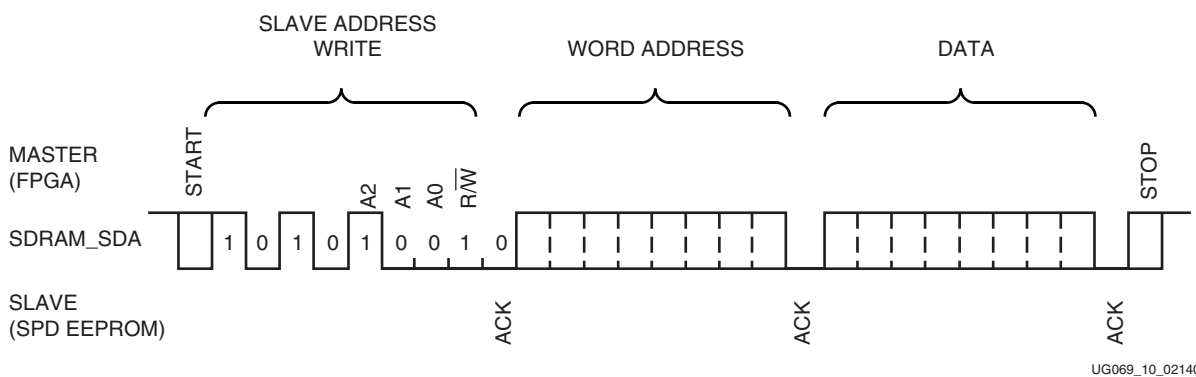 SLAVE ADDRESS
WRITE
WORD ADDRESS
DATA
MASTER
(FPGA)
START
A2
A1
A0
R/W
STOP
SDRAM_SDA
1 0 1 0 1 0 0 1 0
SLAVE
(SPD EEPROM)
ACK
ACK
ACK
UG069_10_02140